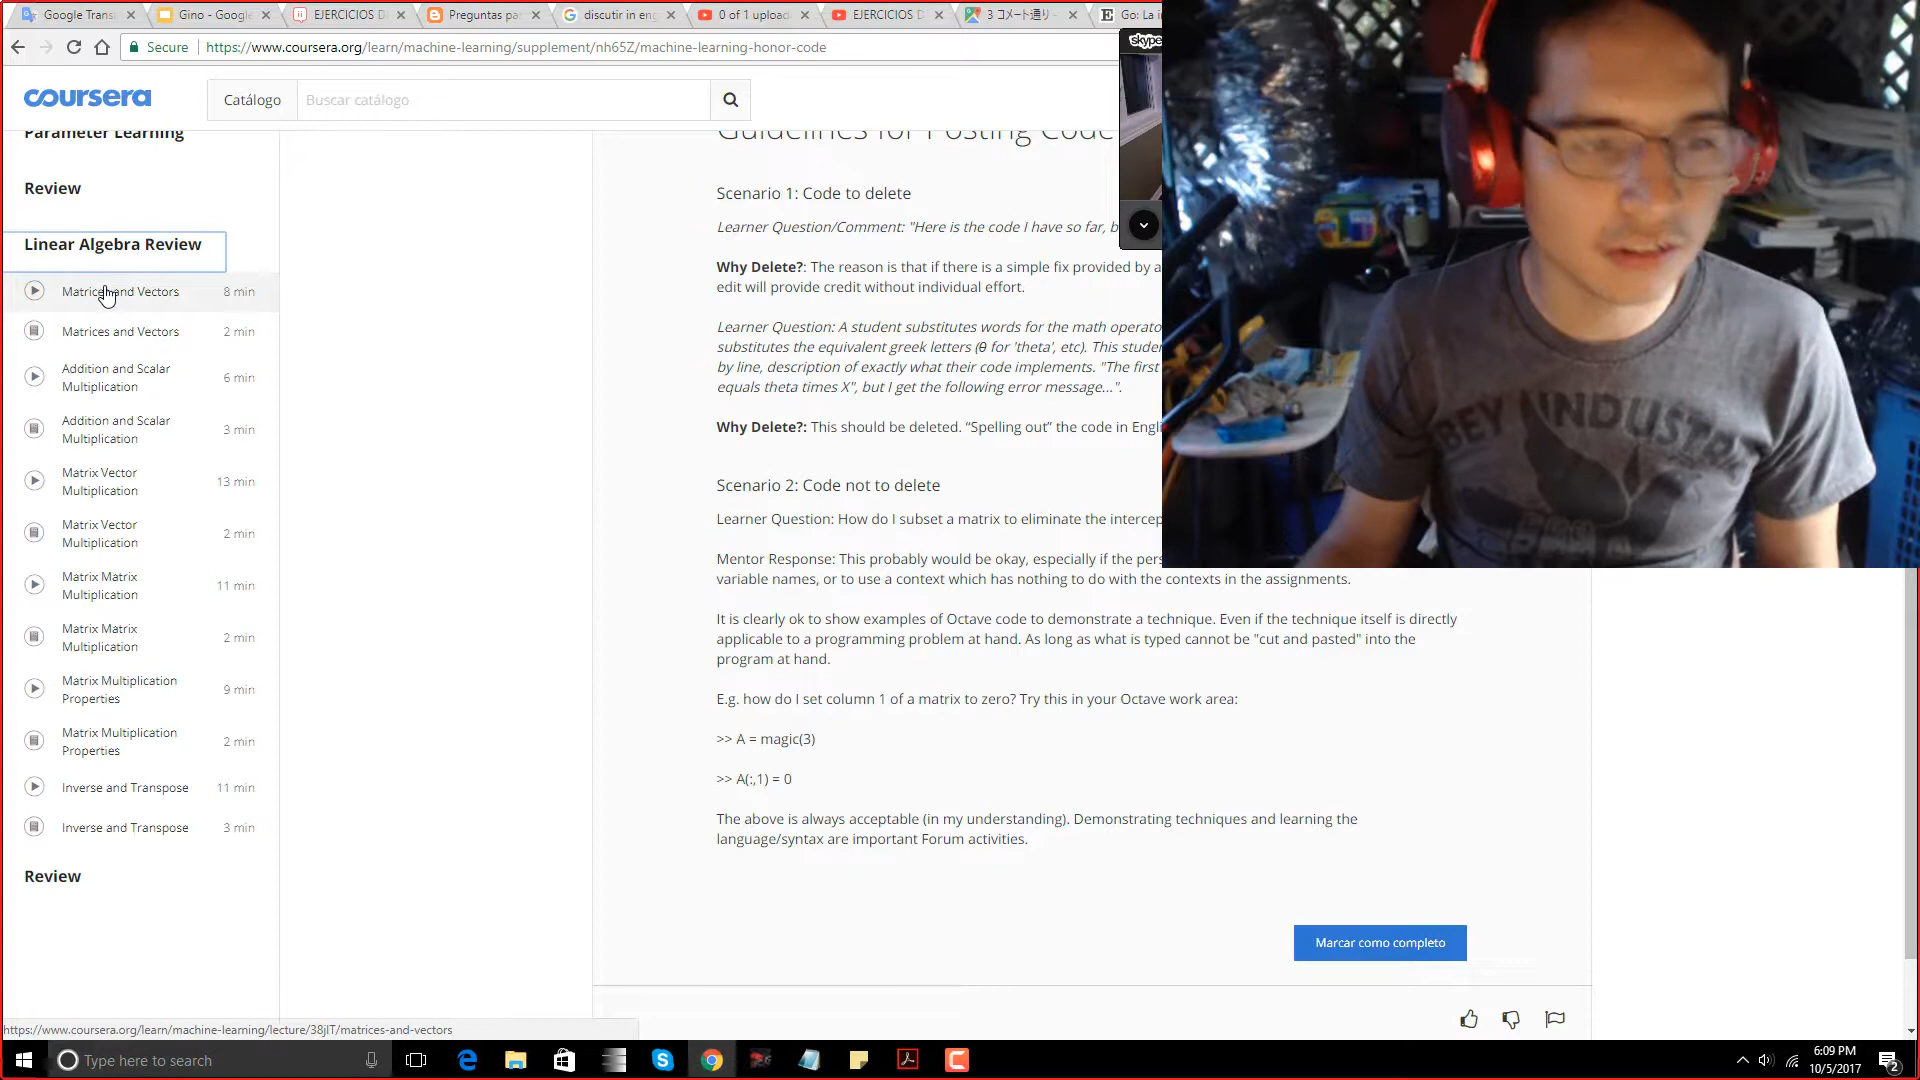 Google Trans
Gino - Google
EJERCICIOS D
Preguntas pa
discutir in eng
0 of 1 upload
EJERCICIOS D
3 コメート通り -
Go: La i
Secure
https://www.coursera.org/learn/machine-learning/supplement/nh65Z/machine-learning-honor-code
skype
coursera
Catálogo
Buscar catálogo
Parameter Learning
Review
Linear Algebra Review
Matrices and Vectors 8 min
Matrices and Vectors 2 min
Addition and Scalar
Multiplication
6 min
Addition and Scalar
Multiplication
3 min
Matrix Vector
Multiplication
13 min
Matrix Vector
Multiplication
2 min
Matrix Matrix
Multiplication
11 min
Matrix Matrix
Multiplication
2 min
Matrix Multiplication
Properties
9 min
Matrix Multiplication
Properties
2 min
Inverse and Transpose 11 min
Inverse and Transpose 3 min
Review
Guidelines for Posting Code
Scenario 1: Code to delete
Learner Question/Comment: "Here is the code I have so far, b
Why Delete?: The reason is that if there is a simple fix provided by a
edit will provide credit without individual effort.
Learner Question: A student substitutes words for the math operato
substitutes the equivalent greek letters (θ for 'theta', etc). This studen
by line, description of exactly what their code implements. "The first
equals theta times X", but I get the following error message...".
Why Delete?: This should be deleted. “Spelling out” the code in Engli
Scenario 2: Code not to delete
Learner Question: How do I subset a matrix to eliminate the intercep
Mentor Response: This probably would be okay, especially if the pers
variable names, or to use a context which has nothing to do with the contexts in the assignments.
It is clearly ok to show examples of Octave code to demonstrate a technique. Even if the technique itself is directly
applicable to a programming problem at hand. As long as what is typed cannot be "cut and pasted" into the
program at hand.
E.g. how do I set column 1 of a matrix to zero? Try this in your Octave work area:
>> A = magic(3)
>> A(:,1) = 0
The above is always acceptable (in my understanding). Demonstrating techniques and learning the
language/syntax are important Forum activities.
Marcar como completo
https://www.coursera.org/learn/machine-learning/lecture/38jIT/matrices-and-vectors
Type here to search
6:09 PM
10/5/2017
2